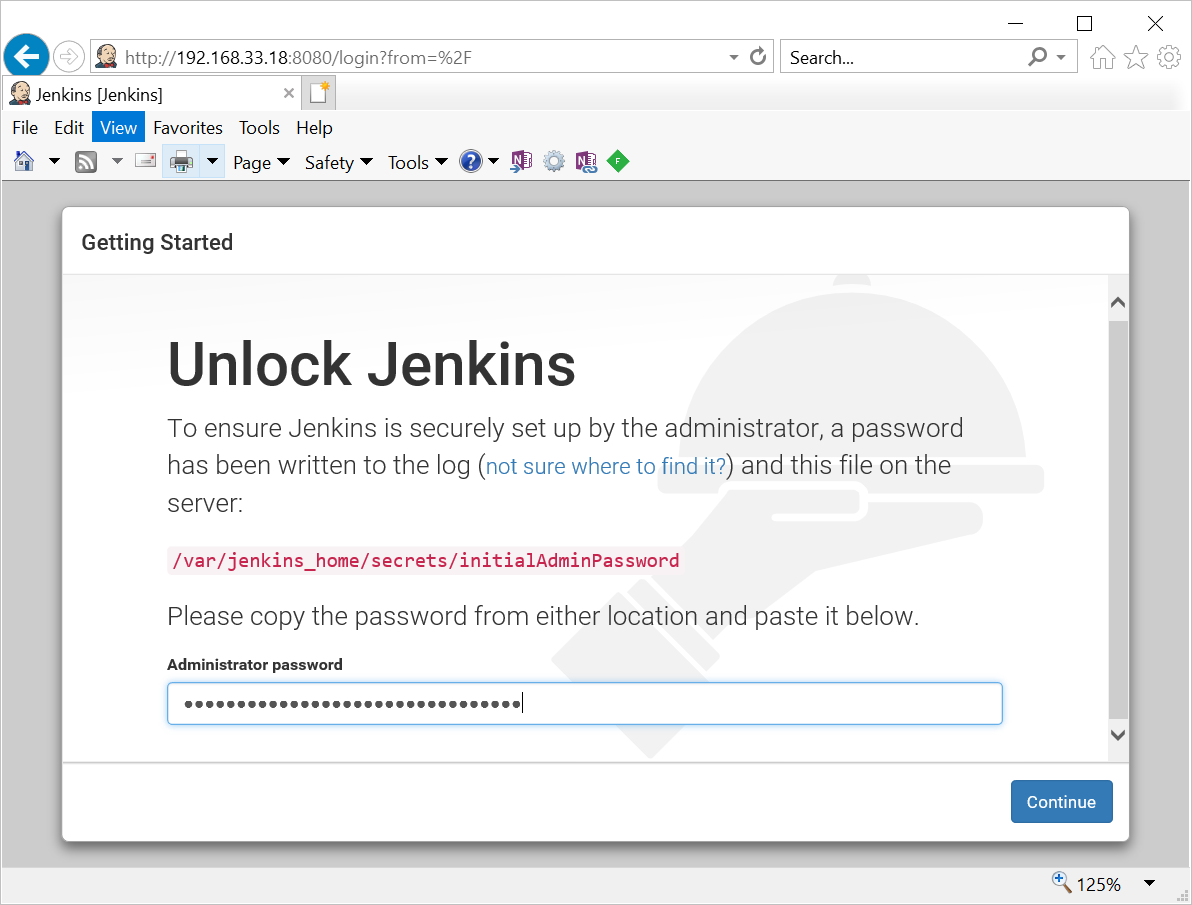 http://192.168.33.18:8080/login?from=%2F
Search...
Jenkins [Jenkins]
File Edit View Favorites Tools Help
Page Safety Tools ? N N F
Getting Started
Unlock Jenkins
To ensure Jenkins is securely set up by the administrator, a password
has been written to the log (not sure where to find it?) and this file on the
server:
/var/jenkins_home/secrets/initialAdminPassword
Please copy the password from either location and paste it below.
Administrator password
••••••••••••••••••••••••••••••••
Continue
125%